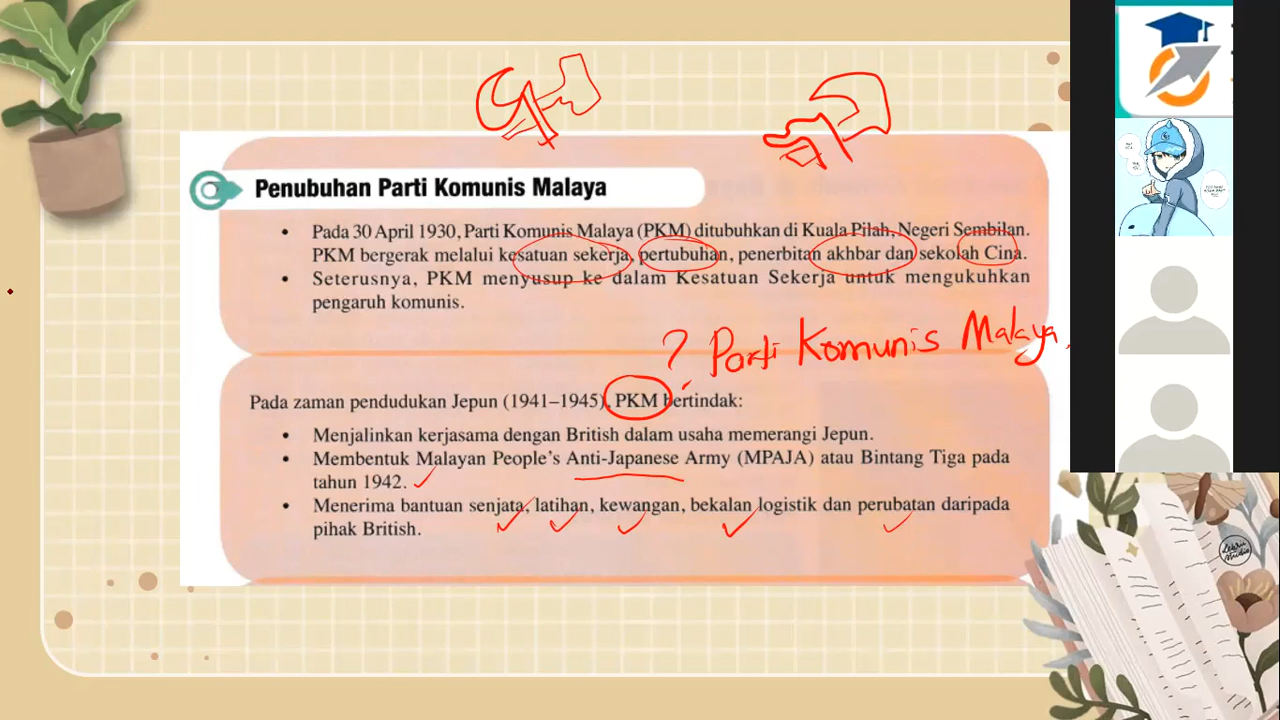 Penubuhan Parti Komunis Malaya
• Pada 30 April 1930, Parti Komunis Malaya (PKM) ditubuhkan di Kuala Pilah, Negeri Sembilan.
PKM bergerak melalui kesatuan sekerja, pertubuhan, penerbitan akhbar dan sekolah Cina.
• Seterusnya, PKM menyusup ke dalam Kesatuan Sekerja untuk mengukuhkan
pengaruh komunis.
? Parti Komunis Malaya.
Pada zaman pendudukan Jepun (1941–1945), PKM bertindak:
• Menjalinkan kerjasama dengan British dalam usaha memerangi Jepun.
• Membentuk Malayan People's Anti-Japanese Army (MPAJA) atau Bintang Tiga pada
tahun 1942.
• Menerima bantuan senjata, latihan, kewangan, bekalan logistik dan perubatan daripada
pihak British.